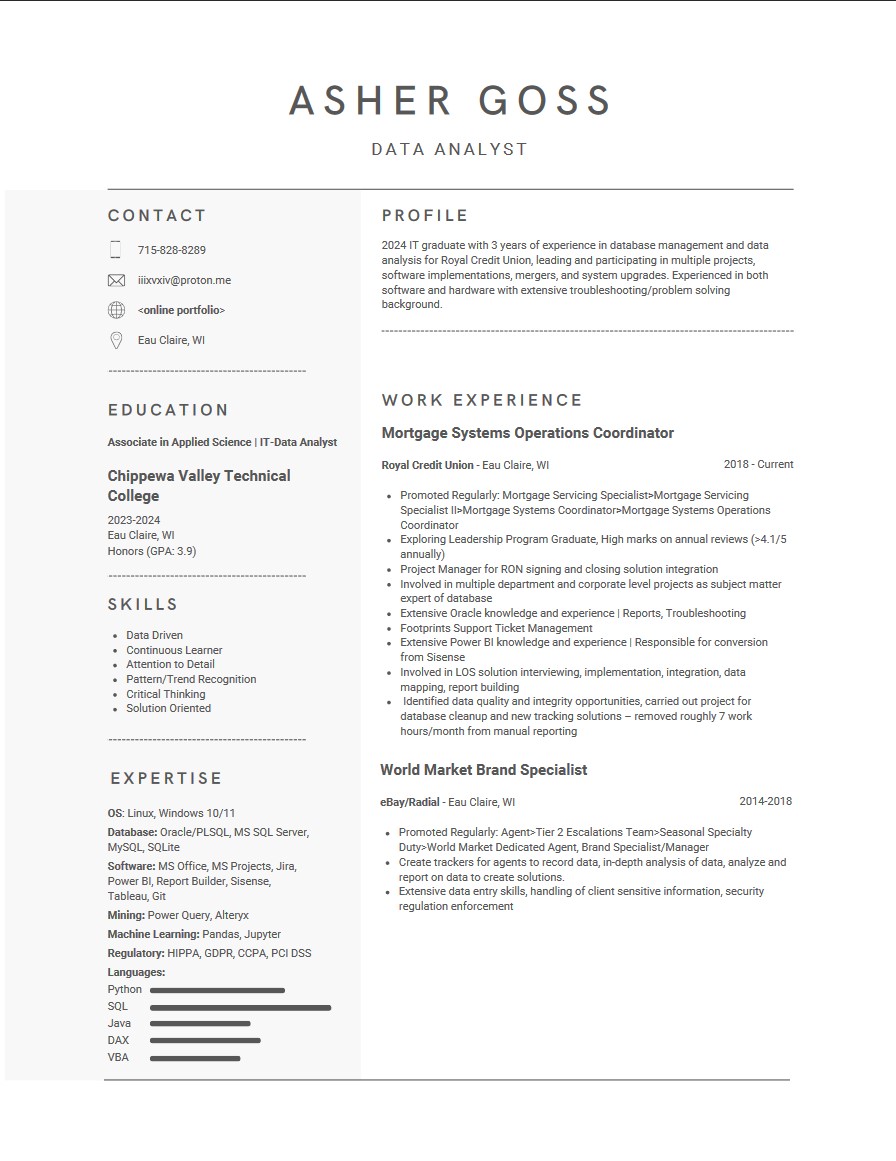 ASHER GOSS
DATA ANALYST
CONTACT
715-828-8289
iiixvxiv@proton.me
<online portfolio>
Eau Claire, WI
--------------------------------------------
EDUCATION
Associate in Applied Science | IT-Data Analyst
Chippewa Valley Technical
College
2023-2024
Eau Claire, WI
Honors (GPA: 3.9)
--------------------------------------------
SKILLS
• Data Driven
• Continuous Learner
• Attention to Detail
• Pattern/Trend Recognition
• Critical Thinking
• Solution Oriented
--------------------------------------------
EXPERTISE
OS: Linux, Windows 10/11
Database: Oracle/PLSQL, MS SQL Server,
MySQL, SQLite
Software: MS Office, MS Projects, Jira,
Power BI, Report Builder, Sisense,
Tableau, Git
Mining: Power Query, Alteryx
Machine Learning: Pandas, Jupyter
Regulatory: HIPPA, GDPR, CCPA, PCI DSS
Languages:
Python
SQL
Java
DAX
VBA
PROFILE
2024 IT graduate with 3 years of experience in database management and data
analysis for Royal Credit Union, leading and participating in multiple projects,
software implementations, mergers, and system upgrades. Experienced in both
software and hardware with extensive troubleshooting/problem solving
background.
--------------------------------------------------------------------------------------------
WORK EXPERIENCE
Mortgage Systems Operations Coordinator
Royal Credit Union - Eau Claire, WI 2018 - Current
• Promoted Regularly: Mortgage Servicing Specialist>Mortgage Servicing
Specialist II>Mortgage Systems Coordinator>Mortgage Systems Operations
Coordinator
• Exploring Leadership Program Graduate, High marks on annual reviews (>4.1/5
annually)
• Project Manager for RON signing and closing solution integration
• Involved in multiple department and corporate level projects as subject matter
expert of database
• Extensive Oracle knowledge and experience | Reports, Troubleshooting
• Footprints Support Ticket Management
• Extensive Power BI knowledge and experience | Responsible for conversion
from Sisense
• Involved in LOS solution interviewing, implementation, integration, data
mapping, report building
• Identified data quality and integrity opportunities, carried out project for
database cleanup and new tracking solutions – removed roughly 7 work
hours/month from manual reporting
World Market Brand Specialist
eBay/Radial - Eau Claire, WI 2014-2018
• Promoted Regularly: Agent>Tier 2 Escalations Team>Seasonal Specialty
Duty>World Market Dedicated Agent, Brand Specialist/Manager
• Create trackers for agents to record data, in-depth analysis of data, analyze and
report on data to create solutions.
• Extensive data entry skills, handling of client sensitive information, security
regulation enforcement